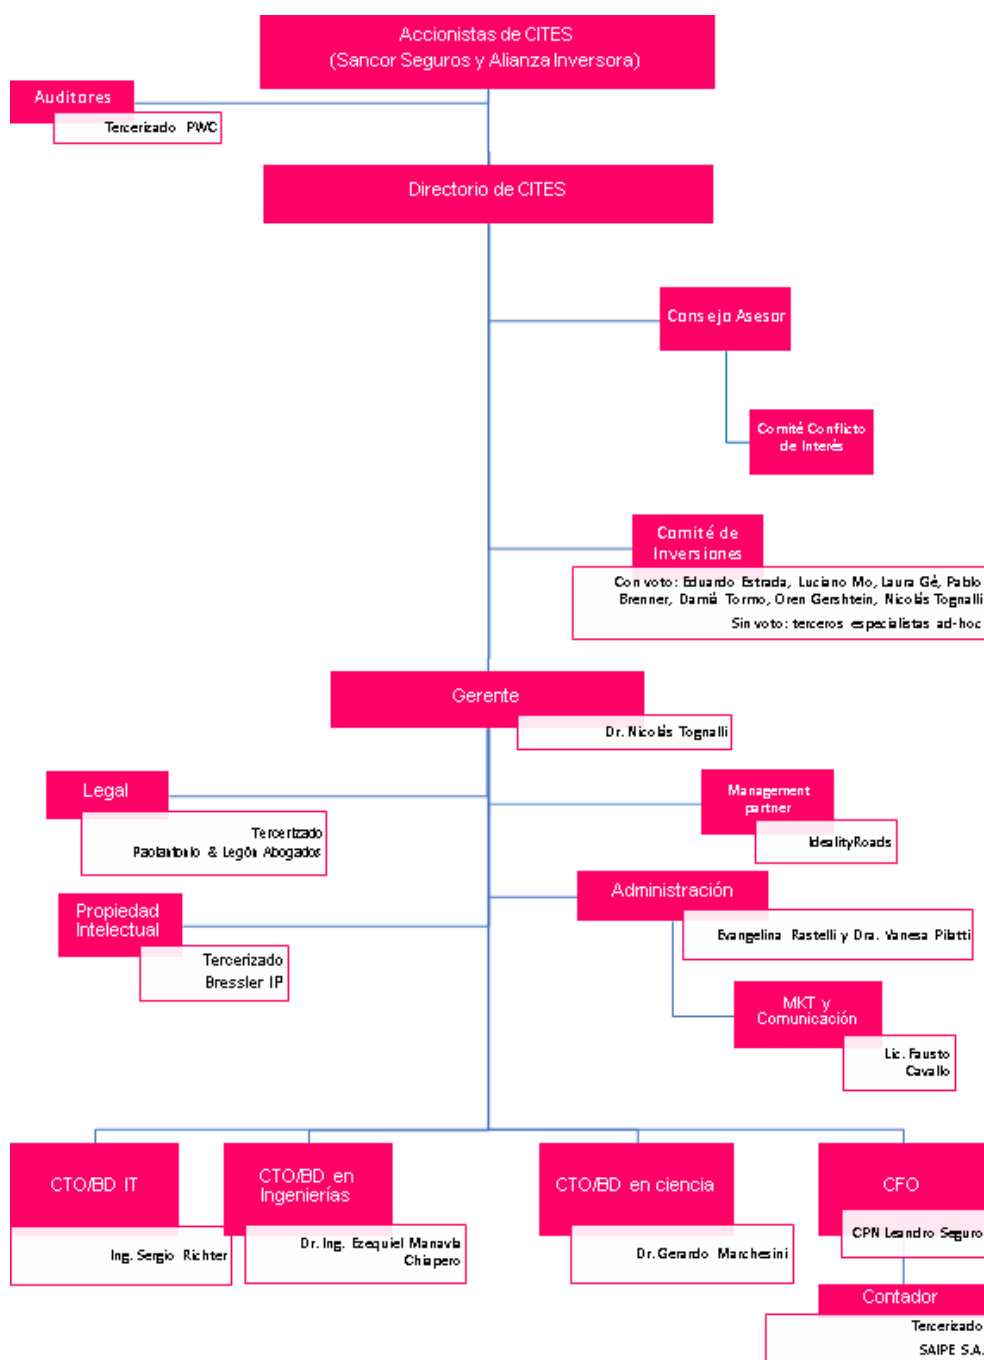 Accionistas de CITES
(Sancor Seguros y Alianza Inversora)
Auditores
Tercerizado PWC
Directorio de CITES
Consejo Asesor
Comité Conflicto
de Interés
Comité de
Inversiones
Con voto: Eduardo Estrada, Luciano Mo, Laura Gé, Pablo
Brenner, Damiá Tormo, Oren Gershtein, Nicolás Tognalli
Sin voto: terceros especialistas ad-hoc
Gerente
Dr. Nicolás Tognalli
Legal
Tercerizado
Paolantonio & Legón Abogados
Management
partner
IdealityRoads
Administración
Evangelina Rastelli y Dra. Vanesa Pilatti
Propiedad
Intelectual
Tercerizado
Bressler IP
MKT y
Comunicación
Lic. Fausto
Cavallo
CTO/BD IT
Ing. Sergio Richter
CTO/BD en
Ingenierías
Dr. Ing. Ezequiel Manavla
Chiapero
CTO/BD en ciencia
Dr. Gerardo Marchesini
CFO
CPN Leandro Seguro
Contador
Tercerizado
SAIPE S.A.